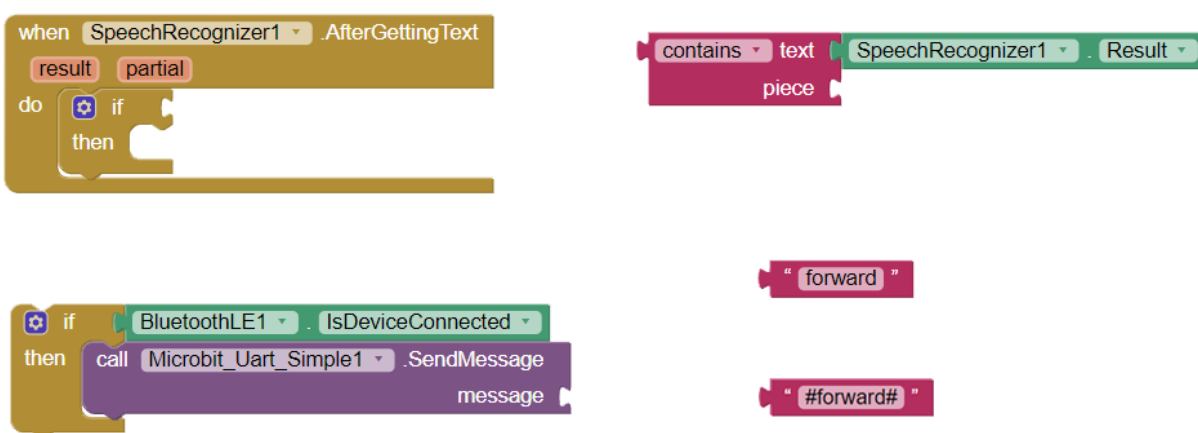 when SpeechRecognizer1 .AfterGettingText
result partial
do if
then
contains text SpeechRecognizer1 . Result
piece
"forward"
if BluetoothLE1 . IsDeviceConnected
then call Microbit_Uart_Simple1 .SendMessage
message
"#forward#"